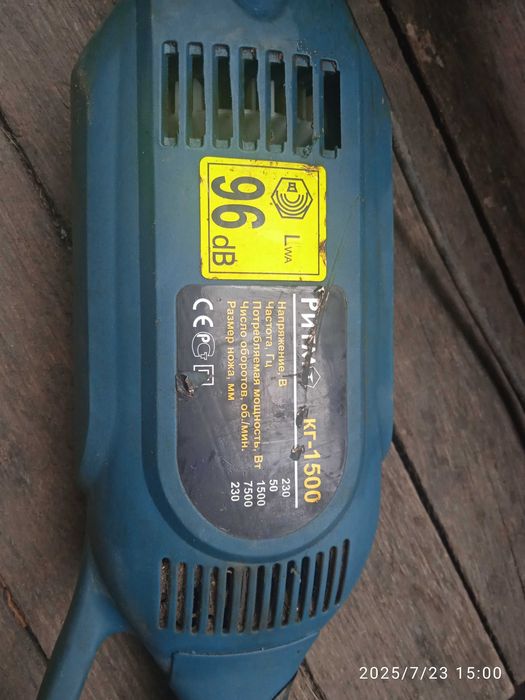 LWA
96 dB
РИТМ КГ-1500
Напряжение, В 230
Частота, Гц 50
Потребляемая мощность, Вт 1500
Число оборотов, об./мин. 7500
Размер ножа, мм 230
CE РСТ
2025/7/23 15:00